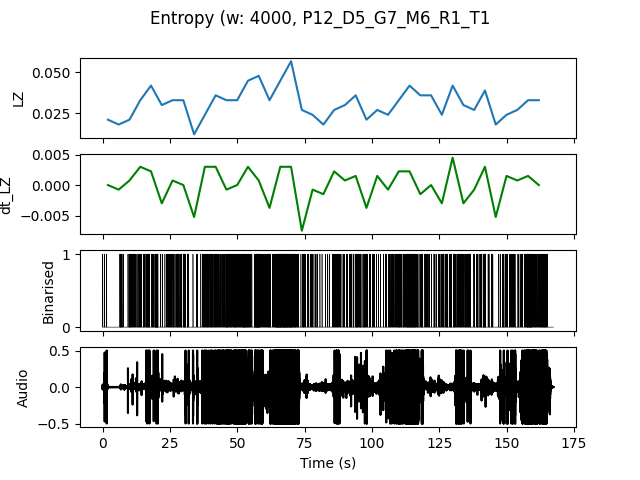 Entropy (w: 4000, P12_D5_G7_M6_R1_T1
0.050
0.025
LZ
0.005
0.000
−0.005
dt_LZ
1
0
Binarised
0.5
0.0
−0.5
Audio
0 25 50 75 100 125 150 175
Time (s)